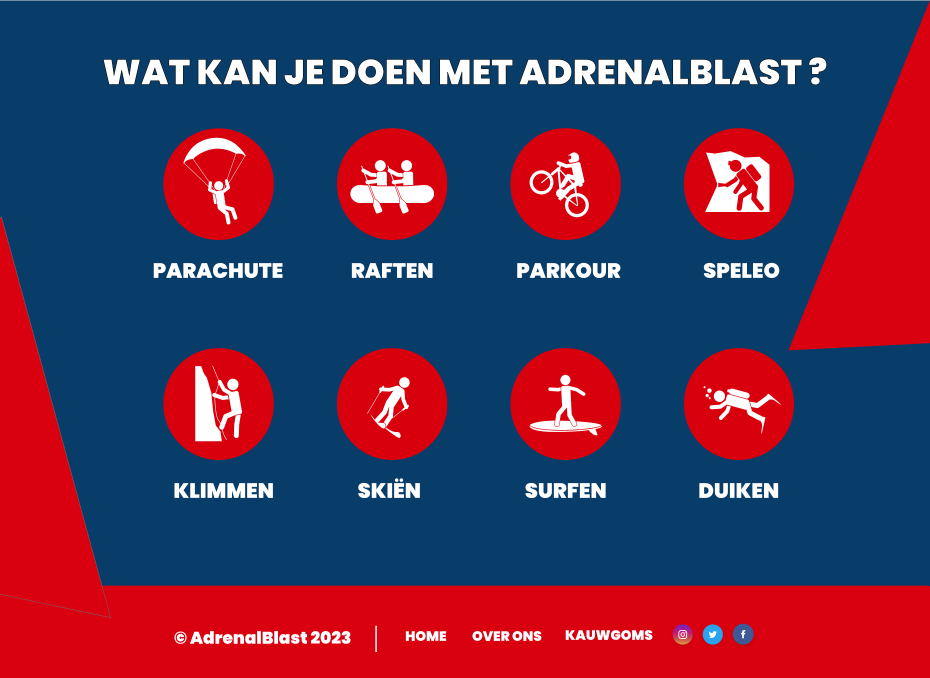 WAT KAN JE DOEN MET ADRENALBLAST ?
PARACHUTE
RAFTEN
PARKOUR
SPELEO
KLIMMEN
SKIËN
SURFEN
DUIKEN
© AdrenalBlast 2023
HOME
OVER ONS
KAUWGOMS